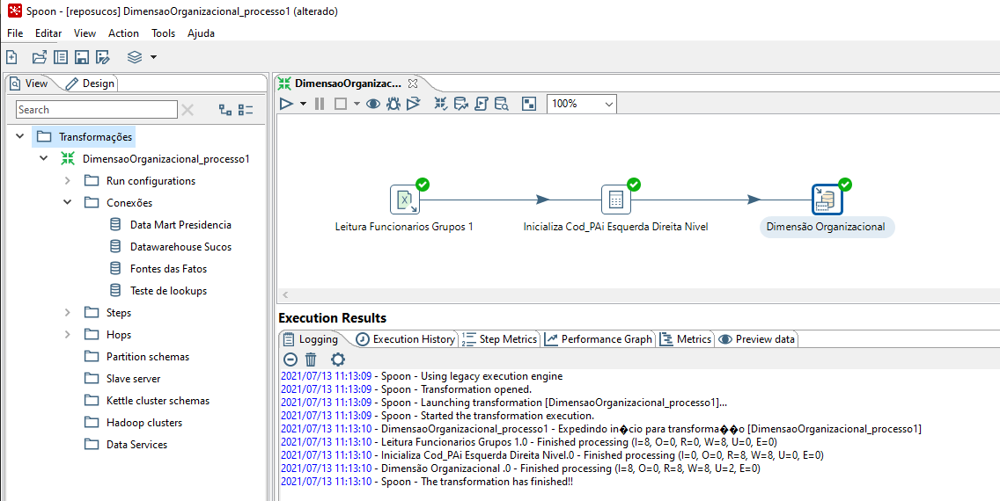 Spoon - [reposucos] DimensaoOrganizacional_processo1 (alterado)
File Editar View Action Tools Ajuda
View Design
Search
Transformações
DimensaoOrganizacional_processo1
Run configurations
Conexões
Data Mart Presidencia
Datawarehouse Sucos
Fontes das Fatos
Teste de lookups
Steps
Hops
Partition schemas
Slave server
Kettle cluster schemas
Hadoop clusters
Data Services
DimensaoOrganizac...
100%
Leitura Funcionarios Grupos 1
Inicializa Cod_PAi Esquerda Direita Nivel
Dimensão Organizacional
Execution Results
Logging Execution History Step Metrics Performance Graph Metrics Preview data
2021/07/13 11:13:09 - Spoon - Using legacy execution engine
2021/07/13 11:13:09 - Spoon - Transformation opened.
2021/07/13 11:13:09 - Spoon - Launching transformation [DimensaoOrganizacional_processo1]...
2021/07/13 11:13:09 - Spoon - Started the transformation execution.
2021/07/13 11:13:10 - DimensaoOrganizacional_processo1 - Expedindo in�cio para transforma��o [DimensaoOrganizacional_processo1]
2021/07/13 11:13:10 - Leitura Funcionarios Grupos 1.0 - Finished processing (I=8, O=0, R=0, W=8, U=0, E=0)
2021/07/13 11:13:10 - Inicializa Cod_PAi Esquerda Direita Nivel.0 - Finished processing (I=0, O=0, R=8, W=8, U=0, E=0)
2021/07/13 11:13:10 - Dimensão Organizacional .0 - Finished processing (I=8, O=0, R=8, W=8, U=2, E=0)
2021/07/13 11:13:10 - Spoon - The transformation has finished!!